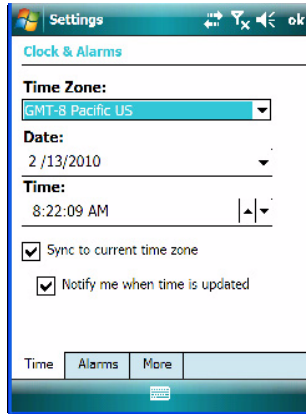 Settings
ok
Clock & Alarms
Time Zone:
GMT-8 Pacific US
Date:
2 /13/2010
Time:
8:22:09 AM
Sync to current time zone
Notify me when time is updated
Time Alarms More